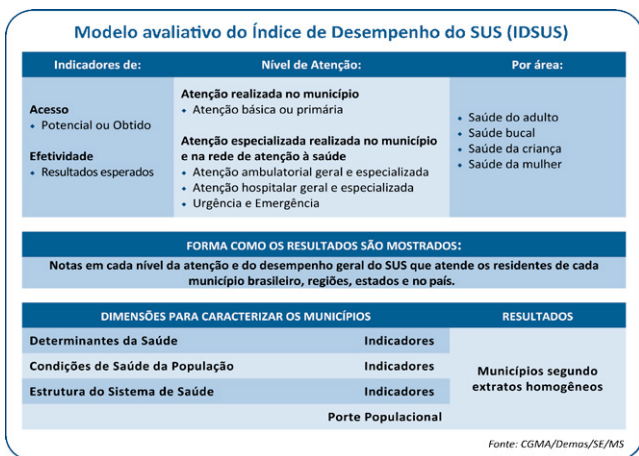 Modelo avaliativo do Índice de Desempenho do SUS (IDSUS)
Indicadores de:
Nível de Atenção:
Por área:
Acesso
Potencial ou Obtido
Efetividade
Resultados esperados
Atenção realizada no município
Atenção básica ou primária
Atenção especializada realizada no município
e na rede de atenção à saúde
Atenção ambulatorial geral e especializada
Atenção hospitalar geral e especializada
Urgência e Emergência
Saúde do adulto
Saúde bucal
Saúde da criança
Saúde da mulher
FORMA COMO OS RESULTADOS SÃO MOSTRADOS:
Notas em cada nível da atenção e do desempenho geral do SUS que atende os residentes de cada
município brasileiro, regiões, estados e no país.
DIMENSÕES PARA CARACTERIZAR OS MUNICÍPIOS
RESULTADOS
Determinantes da Saúde Indicadores
Condições de Saúde da População Indicadores
Estrutura do Sistema de Saúde Indicadores
Porte Populacional
Municípios segundo
extratos homogêneos
Fonte: CGMA/Demas/SE/MS